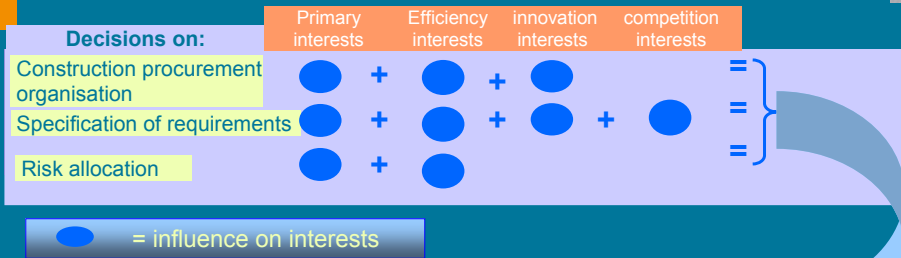 Primary interests
Efficiency interests
innovation interests
competition interests
Decisions on:
Construction procurement
organisation
+ + =
Specification of requirements
+ + + =
Risk allocation
+ =
= influence on interests